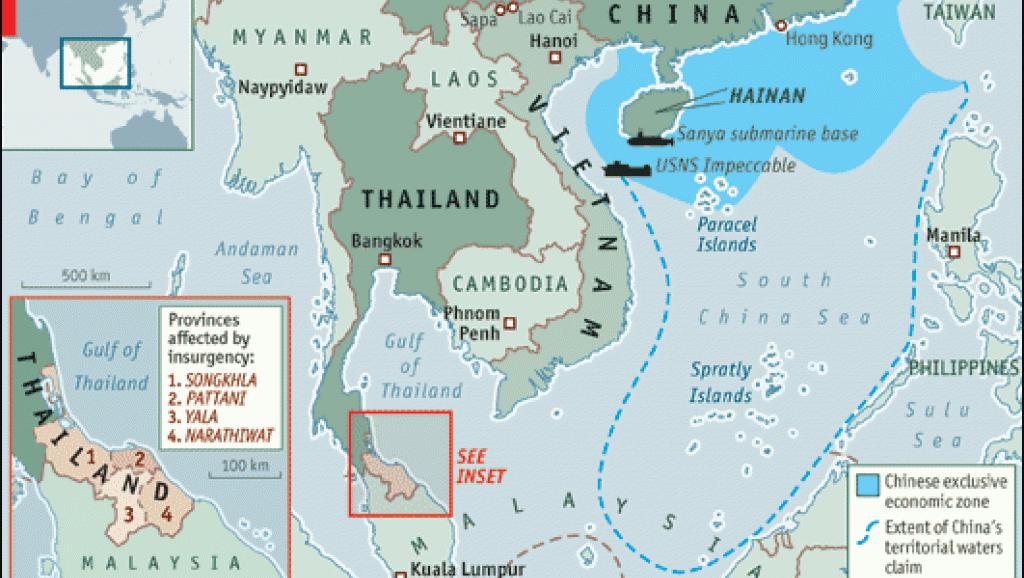 CHINA
TAIWAN
Sapa
Lao Cai
Hong Kong
MYANMAR
Hanoi
LAOS
Naypyidaw
HAINAN
Vientiane
Sanya submarine base
USNS Impeccable
VIETNAM
Bay of
Bengal
THAILAND
Paracel
Islands
Andaman
Sea
Bangkok
Manila
500 km
CAMBODIA
South
China Sea
Phnom
Penh
Gulf
of
Thailand
Spratly
Islands
PHILIPPINES
Sulu
Sea
SEE
INSET
MALAYSI
Kuala Lumpur
Provinces
affected by
insurgency:
1. SONGKHLA
2. PATTANI
3. YALA
4. NARATHIWAT
Gulf of
Thailand
100 km
THAILAND
1
2
3
4
MALAYSIA
Chinese exclusive
economic zone
Extent of China's
territorial waters
claim